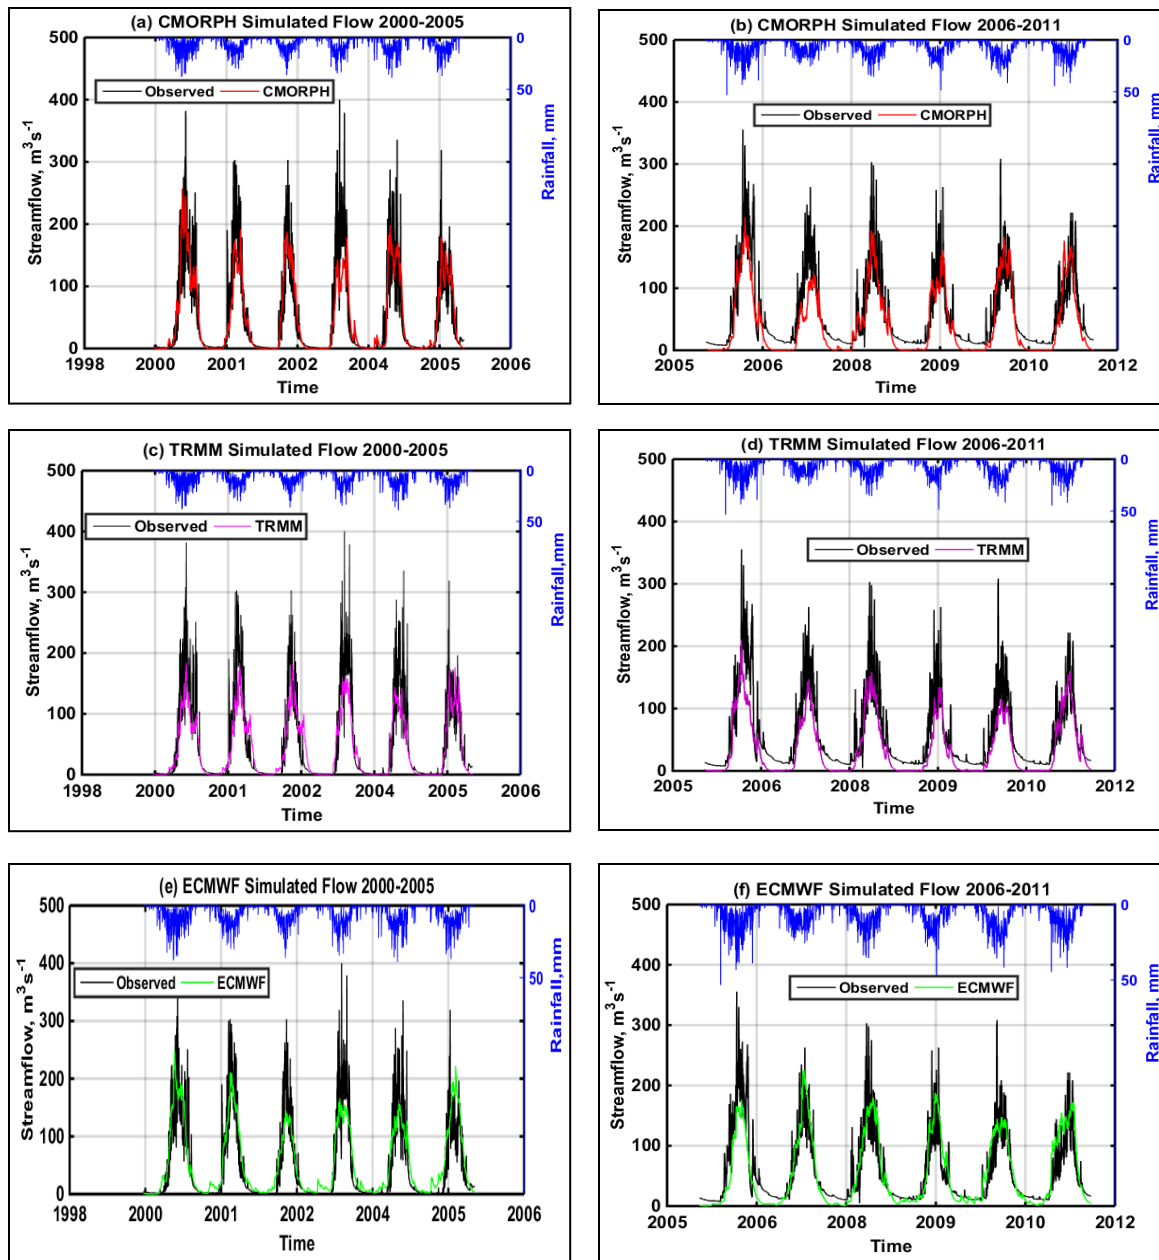 (a) CMORPH Simulated Flow 2000-2005
500
400
300
200
100
0
0
50
Streamflow, m³s⁻¹
Rainfall, mm
Observed CMORPH
1998 2000 2001 2002 2004 2005 2006
Time
(b) CMORPH Simulated Flow 2006-2011
500
400
300
200
100
0
0
50
Streamflow, m³s⁻¹
Rainfall, mm
Observed CMORPH
2005 2006 2008 2009 2010 2012
Time
(c) TRMM Simulated Flow 2000-2005
500
400
300
200
100
0
0
50
Streamflow, m³s⁻¹
Rainfall,mm
Observed TRMM
1998 2000 2001 2002 2004 2005 2006
Time
(d) TRMM Simulated Flow 2006-2011
500
400
300
200
100
0
0
50
Streamflow, m³s⁻¹
Rainfall, mm
Observed TRMM
2005 2006 2008 2009 2010 2012
Time
(e) ECMWF Simulated Flow 2000-2005
500
400
300
200
100
0
0
50
Streamflow, m³s⁻¹
Rainfall,mm
Observed ECMWF
1998 2000 2001 2002 2004 2005 2006
Time
(f) ECMWF Simulated Flow 2006-2011
500
400
300
200
100
0
0
50
Streamflow, m³s⁻¹
Rainfall, mm
Observed ECMWF
2005 2006 2008 2009 2010 2012
Time